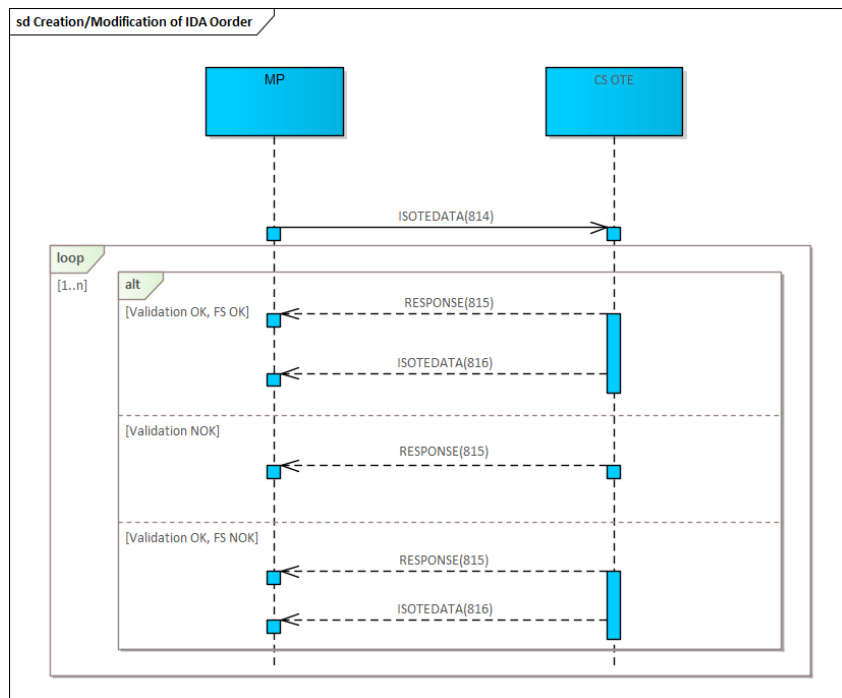 sd Creation/Modification of IDA Oorder
MP
CS OTE
ISOTEDATA(814)
loop
[1..n]
alt
[Validation OK, FS OK]
RESPONSE(815)
ISOTEDATA(816)
[Validation NOK]
RESPONSE(815)
[Validation OK, FS NOK]
RESPONSE(815)
ISOTEDATA(816)